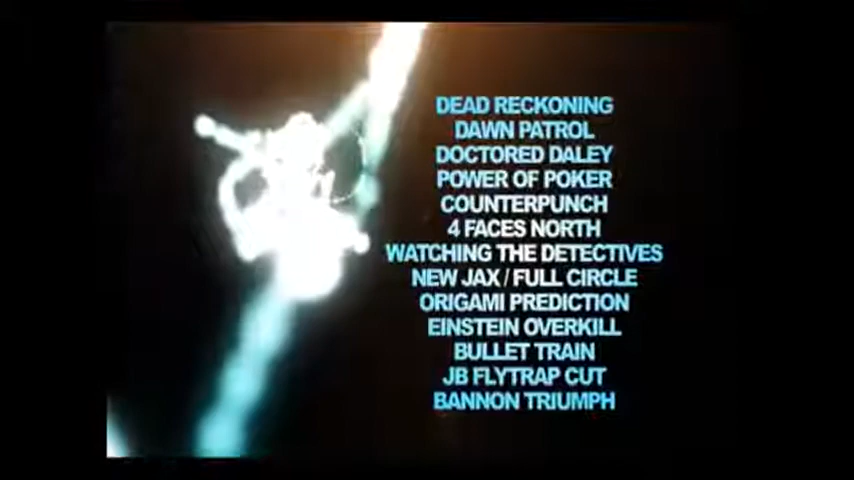 DEAD RECKONING
DAWN PATROL
DOCTORED DALEY
POWER OF POKER
COUNTERPUNCH
4 FACES NORTH
WATCHING THE DETECTIVES
NEW JAX / FULL CIRCLE
ORIGAMI PREDICTION
EINSTEIN OVERKILL
BULLET TRAIN
JB FLYTRAP CUT
BANNON TRIUMPH